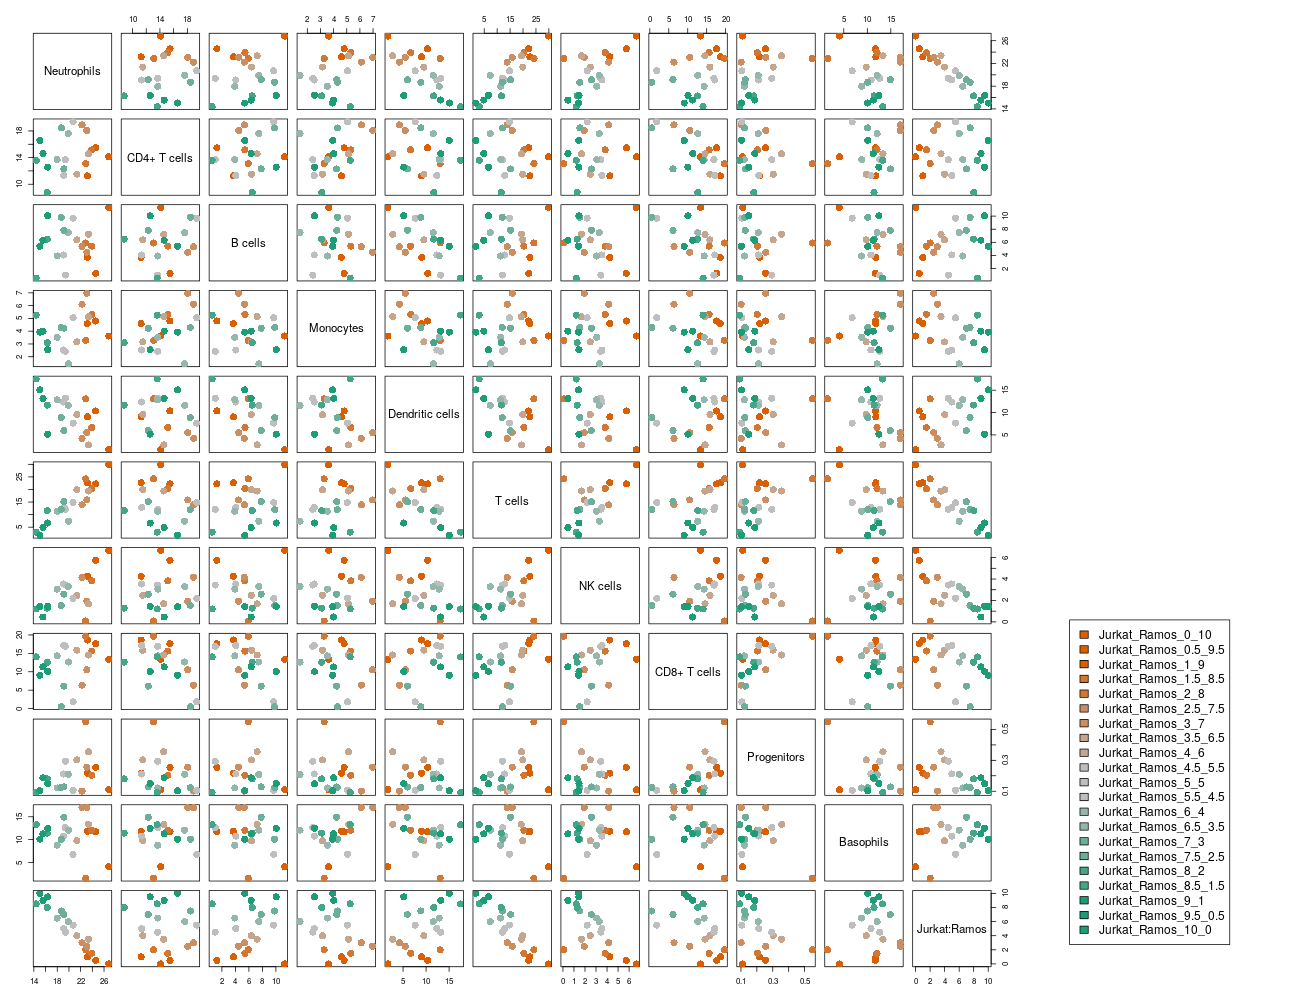 10 14 18
2 3 4 5 6 7
5 15 25
0 5 10 15 20
5 10 15
Neutrophils
14 18 22 26
10 14 18
CD4+ T cells
B cells
2 4 6 8 10
2 3 4 5 6 7
Monocytes
Dendritic cells
5 10 15
5 15 25
T cells
NK cells
0 2 4 6
0 5 10 15 20
CD8+ T cells
Progenitors
0.1 0.3 0.5
5 10 15
Basophils
Jurkat:Ramos
0 2 4 6 8 10
14 18 22 26
2 4 6 8 10
5 10 15
0 1 2 3 4 5 6
0.1 0.3 0.5
0 2 4 6 8 10
Jurkat_Ramos_0_10
Jurkat_Ramos_0.5_9.5
Jurkat_Ramos_1_9
Jurkat_Ramos_1.5_8.5
Jurkat_Ramos_2_8
Jurkat_Ramos_2.5_7.5
Jurkat_Ramos_3_7
Jurkat_Ramos_3.5_6.5
Jurkat_Ramos_4_6
Jurkat_Ramos_4.5_5.5
Jurkat_Ramos_5_5
Jurkat_Ramos_5.5_4.5
Jurkat_Ramos_6_4
Jurkat_Ramos_6.5_3.5
Jurkat_Ramos_7_3
Jurkat_Ramos_7.5_2.5
Jurkat_Ramos_8_2
Jurkat_Ramos_8.5_1.5
Jurkat_Ramos_9_1
Jurkat_Ramos_9.5_0.5
Jurkat_Ramos_10_0